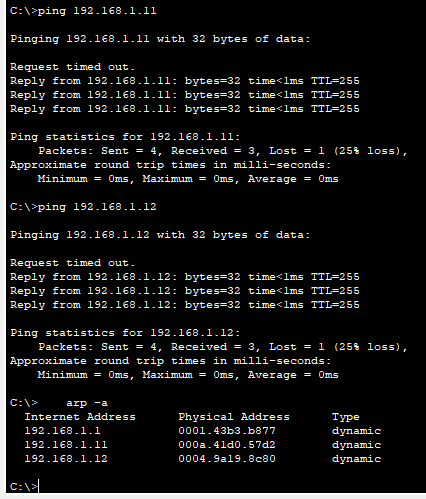 C:\>ping 192.168.1.11
Pinging 192.168.1.11 with 32 bytes of data:
Request timed out.
Reply from 192.168.1.11: bytes=32 time<1ms TTL=255
Reply from 192.168.1.11: bytes=32 time<1ms TTL=255
Reply from 192.168.1.11: bytes=32 time<1ms TTL=255
Ping statistics for 192.168.1.11:
    Packets: Sent = 4, Received = 3, Lost = 1 (25% loss),
Approximate round trip times in milli-seconds:
    Minimum = 0ms, Maximum = 0ms, Average = 0ms
C:\>ping 192.168.1.12
Pinging 192.168.1.12 with 32 bytes of data:
Request timed out.
Reply from 192.168.1.12: bytes=32 time<1ms TTL=255
Reply from 192.168.1.12: bytes=32 time<1ms TTL=255
Reply from 192.168.1.12: bytes=32 time<1ms TTL=255
Ping statistics for 192.168.1.12:
    Packets: Sent = 4, Received = 3, Lost = 1 (25% loss),
Approximate round trip times in milli-seconds:
    Minimum = 0ms, Maximum = 0ms, Average = 0ms
C:\>    arp -a
  Internet Address      Physical Address      Type
  192.168.1.1           0001.43b3.b877        dynamic
  192.168.1.11          000a.41d0.57d2        dynamic
  192.168.1.12          0004.9a19.8c80        dynamic
C:\>